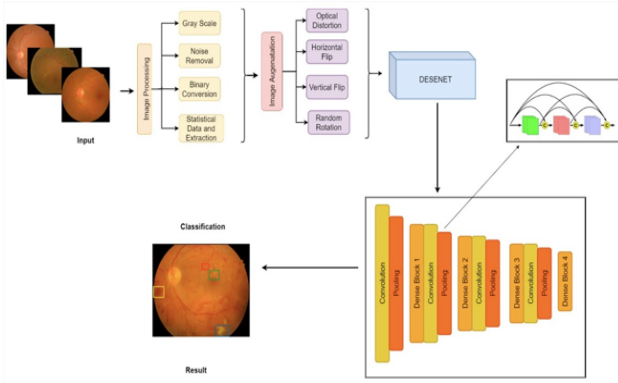 Input
Image Processing
Gray Scale
Noise
Removal
Binary
Conversion
Statistical
Data and
Extraction
Image Augenatation
Optical
Distortion
Horizontal
Flip
Vertical Flip
Random
Rotation
DESENET
C
C
C
Convolution
Pooling
Dense Block 1
Convolution
Pooling
Dense Block 2
Convolution
Pooling
Dense Block 3
Convolution
Pooling
Dense Block 4
Classification
Result